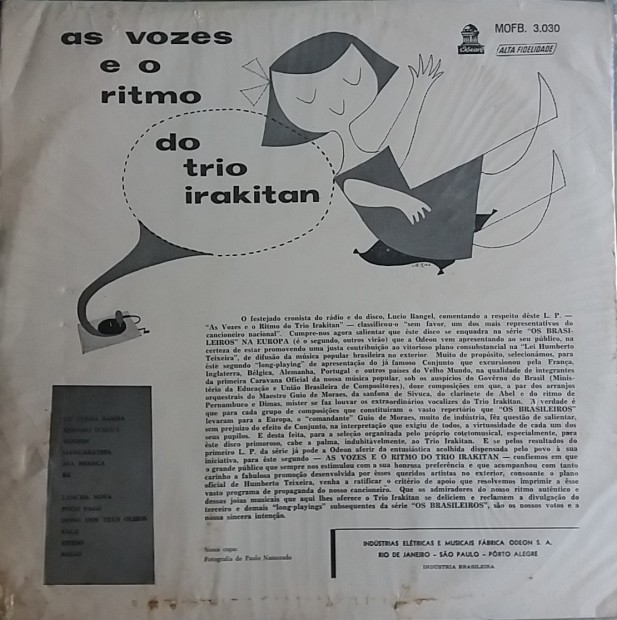 as vozes
e o
ritmo
do
trio
irakitan
Odeon
MOFB. 3.030
ALTA FIDELIDADE
O festejado cronista do rádio e do disco, Lucio Rangel, comentando a respeito dêste L. P. —
"As Vozes e o Ritmo do Trio Irakitan" — classificou-o "sem favor, um dos mais representativos do
cancioneiro nacional". Cumpre-nos agora salientar que êste disco se enquadra na série "OS BRASI-
LEIROS" NA EUROPA (é o segundo, outros virão) que a Odeon vem apresentando ao seu público, na
certeza de estar promovendo uma justa contribuição ao vitorioso plano consubstancial na "Lei Humberto
Teixeira", de difusão da música popular brasileira no exterior. Muito de propósito, selecionámos, para
êste segundo "long-playing" de apresentação do já famoso Conjunto que excursionou pela França,
Inglaterra, Bélgica, Alemanha, Portugal e outros países do Velho Mundo, na qualidade de integrantes
da primeira Caravana Oficial da nossa música popular, sob os auspícios do Govêrno do Brasil (Minis-
tério da Educação e União Brasileira de Compositores), doze composições em que, a par dos arranjos
orquestrais do Maestro Guio de Moraes, da sanfona de Sivuca, do clarinete de Abel e do ritmo de
Pernambuco e Dimas, mister se faz louvar os extraordinários vocalizos do Trio Irakitan. A verdade é
que para cada grupo de composições que constituiram o vasto repertório que "OS BRASILEIROS"
levaram para a Europa, o "comandante" Guio de Moraes, muito de indústria, fêz questão de salientar,
sem prejuizo do efeito de Conjunto, na interpretação que exigiu de todos, a virtuosidade de cada um dos
seus pupilos. E desta feita, para a seleção organizada pelo próprio cotemusical, especialmente, para
êste disco primoroso, cabe a palma, indubitavelmente, ao Trio Irakitan. E se pelos resultados do
primeiro L. P. da série já pode a Odeon aferir da entusiástica acolhida dispensada pelo povo à sua
iniciativa, para êste segundo — AS VOZES E O RITMO DO TRIO IRAKITAN — confiemos em que
o grande público que sempre nos estimulou com a sua honrosa preferência e que acompanhou com tanto
carinho a fabulosa promoção desenvolvida por êsses queridos artistas no exterior, consoante o plano
oficial de Humberto Teixeira, venha a ratificar o critério de apoio que resolvemos imprimir a êsse
vasto programa de propaganda do nosso cancioneiro. Que os admiradores do nosso ritmo autêntico e
dessas joias musicais que aqui lhes oferece o Trio Irakitan se deliciem e reclamem a divulgação do
terceiro e demais "long-playings" subsequentes da série "OS BRASILEIROS", são os nossos votos e a
nossa sincera intenção.
Nossa capa:
Fotografia de Paulo Namorado
INDÚSTRIAS ELÉTRICAS E MUSICAIS FÁBRICA ODEON S. A.
RIO DE JANEIRO - SÃO PAULO - PÔRTO ALEGRE
INDÚSTRIA BRASILEIRA